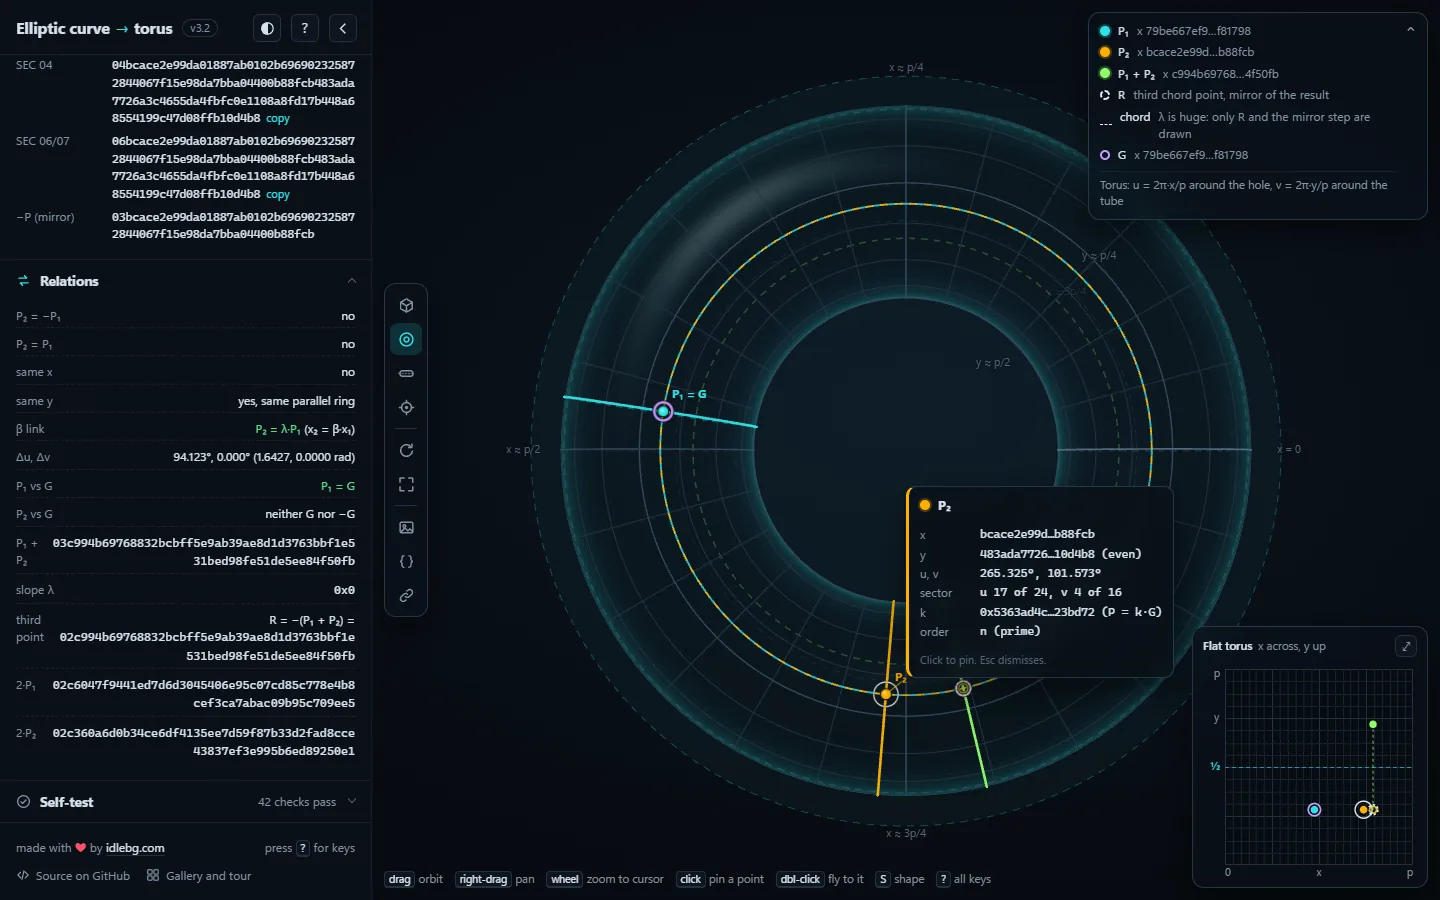 Elliptic curve → torus v3.2 ?
SEC 04 04bcace2e99da01887ab0102b69690232587
2844067f15e98da7bba04400b88fcb483ada
7726a3c4655da4fbfc0e1108a8fd17b448a6
8554199c47d08ffb10d4b8 copy
SEC 06/07 06bcace2e99da01887ab0102b69690232587
2844067f15e98da7bba04400b88fcb483ada
7726a3c4655da4fbfc0e1108a8fd17b448a6
8554199c47d08ffb10d4b8 copy
−P (mirror) 03bcace2e99da01887ab0102b69690232587
2844067f15e98da7bba04400b88fcb
Relations
P₂ = −P₁ no
P₂ = P₁ no
same x no
same y yes, same parallel ring
β link P₂ = λ·P₁ (x₂ = β·x₁)
Δu, Δv 94.123°, 0.000° (1.6427, 0.0000 rad)
P₁ vs G P₁ = G
P₂ vs G neither G nor −G
P₁ + 03c994b69768832bcbff5e9ab39ae8d1d3763bbf1e5
P₂ 31bed98fe51de5ee84f50fb
slope λ 0x0
third R = −(P₁ + P₂) =
point 02c994b69768832bcbff5e9ab39ae8d1d3763bbf1e
531bed98fe51de5ee84f50fb
2·P₁ 02c6047f9441ed7d6d3045406e95c07cd85c778e4b8
cef3ca7abac09b95c709ee5
2·P₂ 02c360a6d0b34ce6df4135ee7d59f87b33d2fad8cce
43837ef3e995b6ed89250e1
Self-test 42 checks pass
made with ❤ by idlebg.com press ? for keys
Source on GitHub Gallery and tour
x ≈ p/4
y ≈ p/4
y ≈ p/2
x ≈ p/2
x = 0
x ≈ 3p/4
P₁ = G
P₂
P₁ x 79be667ef9…f81798
P₂ x bcace2e99d…b88fcb
P₁ + P₂ x c994b69768…4f50fb
R third chord point, mirror of the result
chord λ is huge: only R and the mirror step are
drawn
G x 79be667ef9…f81798
Torus: u = 2π·x/p around the hole, v = 2π·y/p around the
tube
P₂
x bcace2e99d…b88fcb
y 483ada7726…10d4b8 (even)
u, v 265.325°, 101.573°
sector u 17 of 24, v 4 of 16
k 0x5363ad4c…23bd72 (P = k·G)
order n (prime)
Click to pin. Esc dismisses.
Flat torus x across, y up
p
y
½
0 x p
drag orbit right-drag pan wheel zoom to cursor click pin a point dbl-click fly to it S shape ? all keys